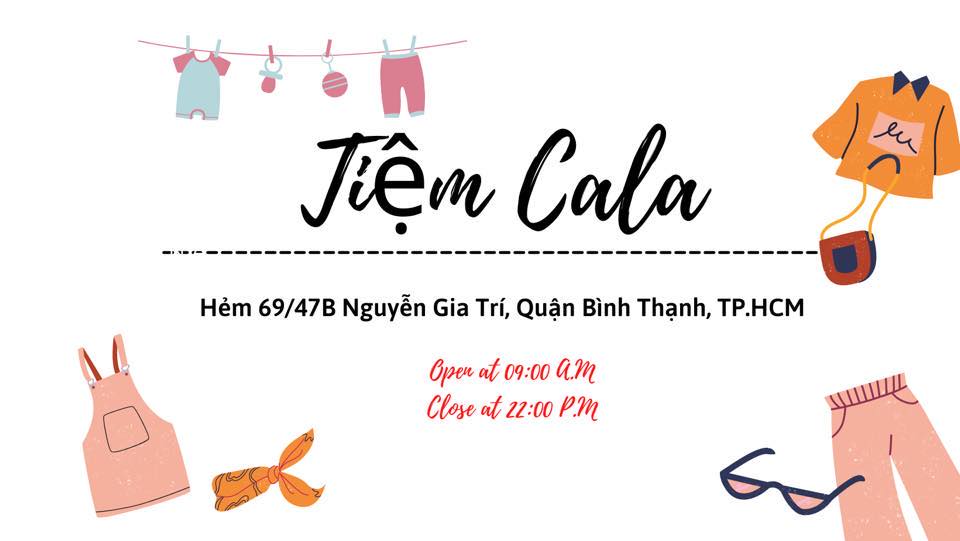 Tiệm Cala
Hẻm 69/47B Nguyễn Gia Trí, Quận Bình Thạnh, TP.HCM
Open at 09:00 A.M
Close at 22:00 P.M